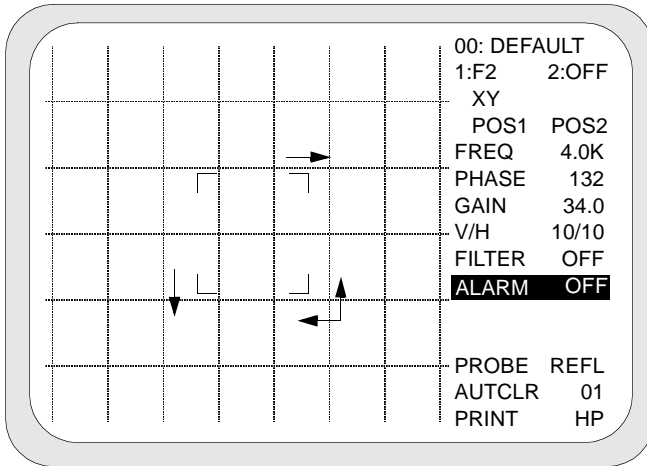 00: DEFAULT
1:F2 2:OFF
XY
POS1 POS2
FREQ 4.0K
PHASE 132
GAIN 34.0
V/H 10/10
FILTER OFF
ALARM OFF
PROBE REFL
AUTCLR 01
PRINT HP